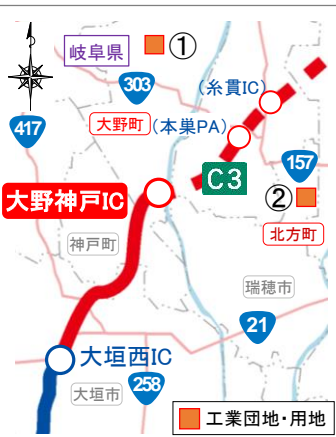 岐阜県
①
303
(糸貫IC)
417
大野町
(本巣PA)
157
C3
②
大野神戸IC
北方町
神戸町
瑞穂市
21
大垣西IC
大垣市
258
工業団地・用地